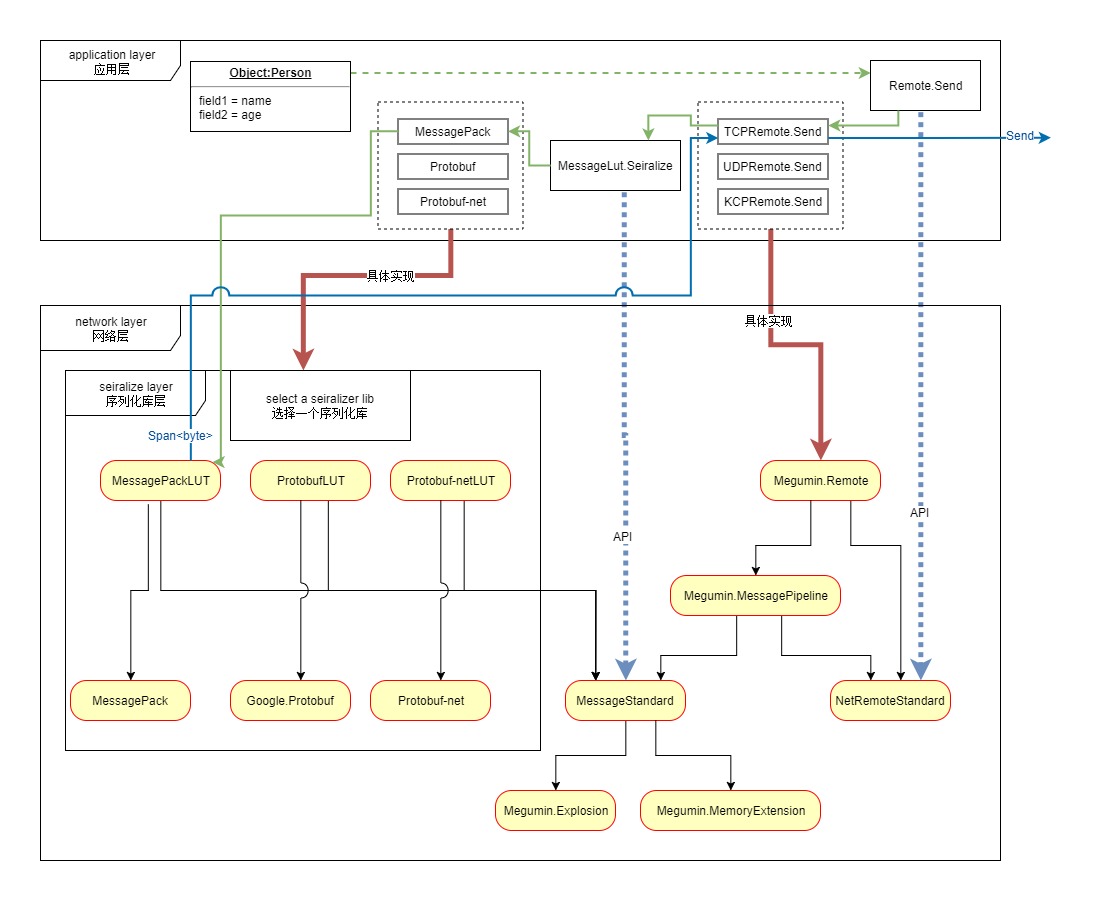 application layer
应用层
Object:Person
field1 = name
field2 = age
Remote.Send
MessagePack
Protobuf
Protobuf-net
MessageLut.Seiralize
TCPRemote.Send
UDPRemote.Send
KCPRemote.Send
Send
具体实现
具体实现
network layer
网络层
seiralize layer
序列化库层
select a seiralizer lib
选择一个序列化库
Span<byte>
MessagePackLUT
ProtobufLUT
Protobuf-netLUT
Megumin.Remote
API
API
Megumin.MessagePipeline
MessagePack
Google.Protobuf
Protobuf-net
MessageStandard
NetRemoteStandard
Megumin.Explosion
Megumin.MemoryExtension